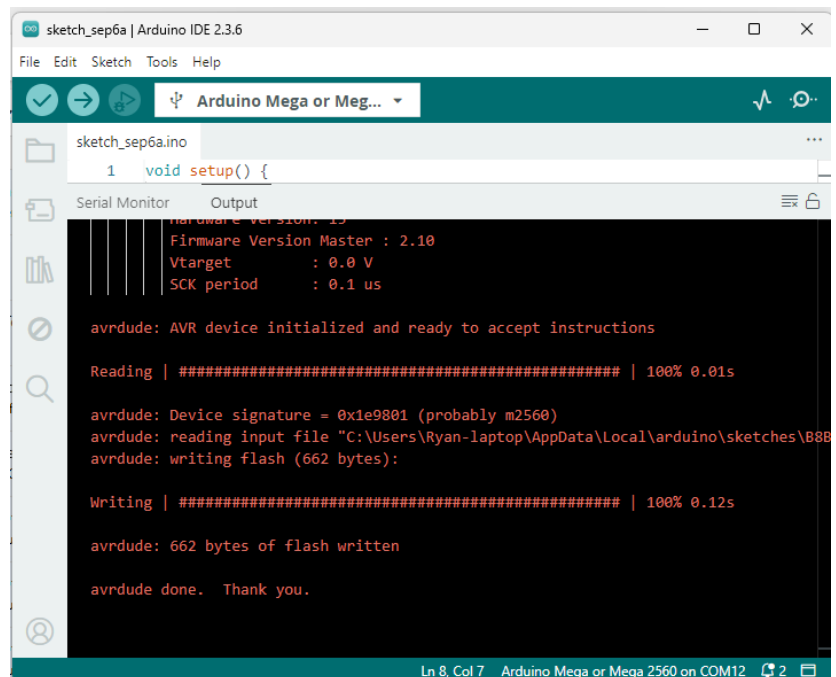 sketch_sep6a | Arduino IDE 2.3.6
File Edit Sketch Tools Help
Arduino Mega or Meg...
sketch_sep6a.ino
1 void setup() {
Serial Monitor Output
Hardware Version: 15
Firmware Version Master : 2.10
Vtarget : 0.0 V
SCK period : 0.1 us
avrdude: AVR device initialized and ready to accept instructions
Reading | ################################################## | 100% 0.01s
avrdude: Device signature = 0x1e9801 (probably m2560)
avrdude: reading input file "C:\Users\Ryan-laptop\AppData\Local\arduino\sketches\B8B
avrdude: writing flash (662 bytes):
Writing | ################################################## | 100% 0.12s
avrdude: 662 bytes of flash written
avrdude done. Thank you.
Ln 8, Col 7 Arduino Mega or Mega 2560 on COM12 2